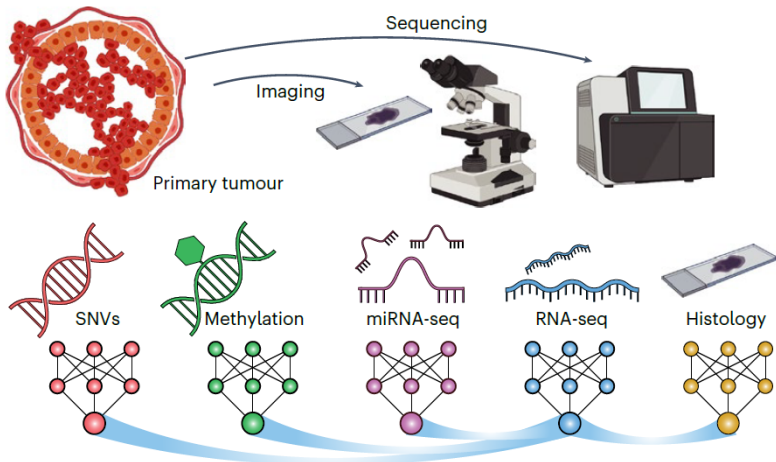 Sequencing
Imaging
Primary tumour
SNVs
Methylation
miRNA-seq
RNA-seq
Histology